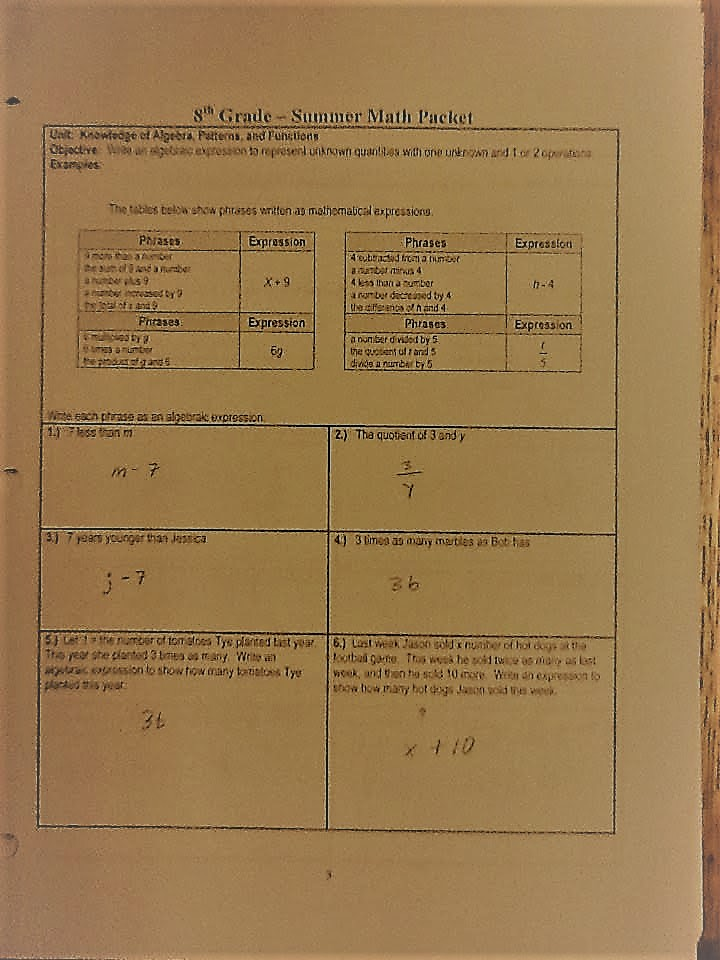 8th Grade – Summer Math Packet
Unit: Knowledge of Algebra, Patterns, and Functions
Objective: Write an algebraic expression to represent unknown quantities with one unknown and 1 or 2 operations.
Examples:
The tables below show phrases written as mathematical expressions.
Phrases Expression
9 more than a number
the sum of 9 and a number
a number plus 9
a number increased by 9
the total of x and 9
X + 9
Phrases Expression
4 subtracted from a number
a number minus 4
4 less than a number
a number decreased by 4
the difference of h and 4
h - 4
Phrases Expression
6 multiplied by g
6 times a number
the product of g and 6
6g
Phrases Expression
a number divided by 5
the quotient of t and 5
divide a number by 5
t
5
Write each phrase as an algebraic expression.
1.) 7 less than m
m - 7
2.) The quotient of 3 and y
3
y
3.) 7 years younger than Jessica
j - 7
4.) 3 times as many marbles as Bob has
3b
5.) Let t = the number of tomatoes Tye planted last year.
This year she planted 3 times as many. Write an
algebraic expression to show how many tomatoes Tye
planted this year.
3t
6.) Last week Jason sold x number of hot dogs at the
football game. This week he sold twice as many as last
week, and then he sold 10 more. Write an expression to
show how many hot dogs Jason sold this week.
x + 10
3